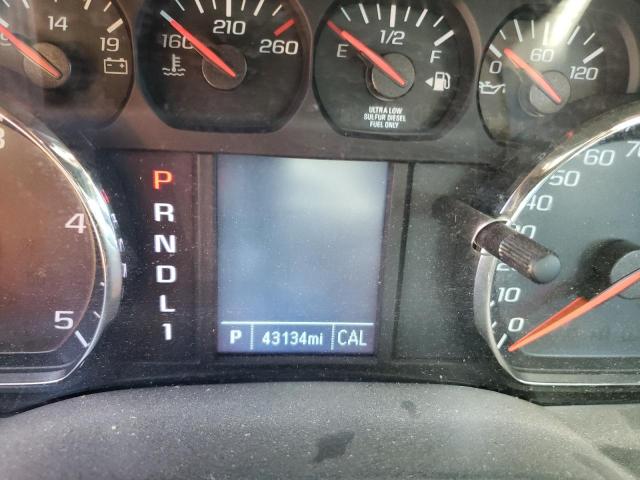 14 19
160 210 260
E 1/2 F
ULTRA LOW
SULFUR DIESEL
FUEL ONLY
0 60 120
P
R
N
D
L
1
4
5
P 43134mi CAL
0
10
20
30
40
50
60
70